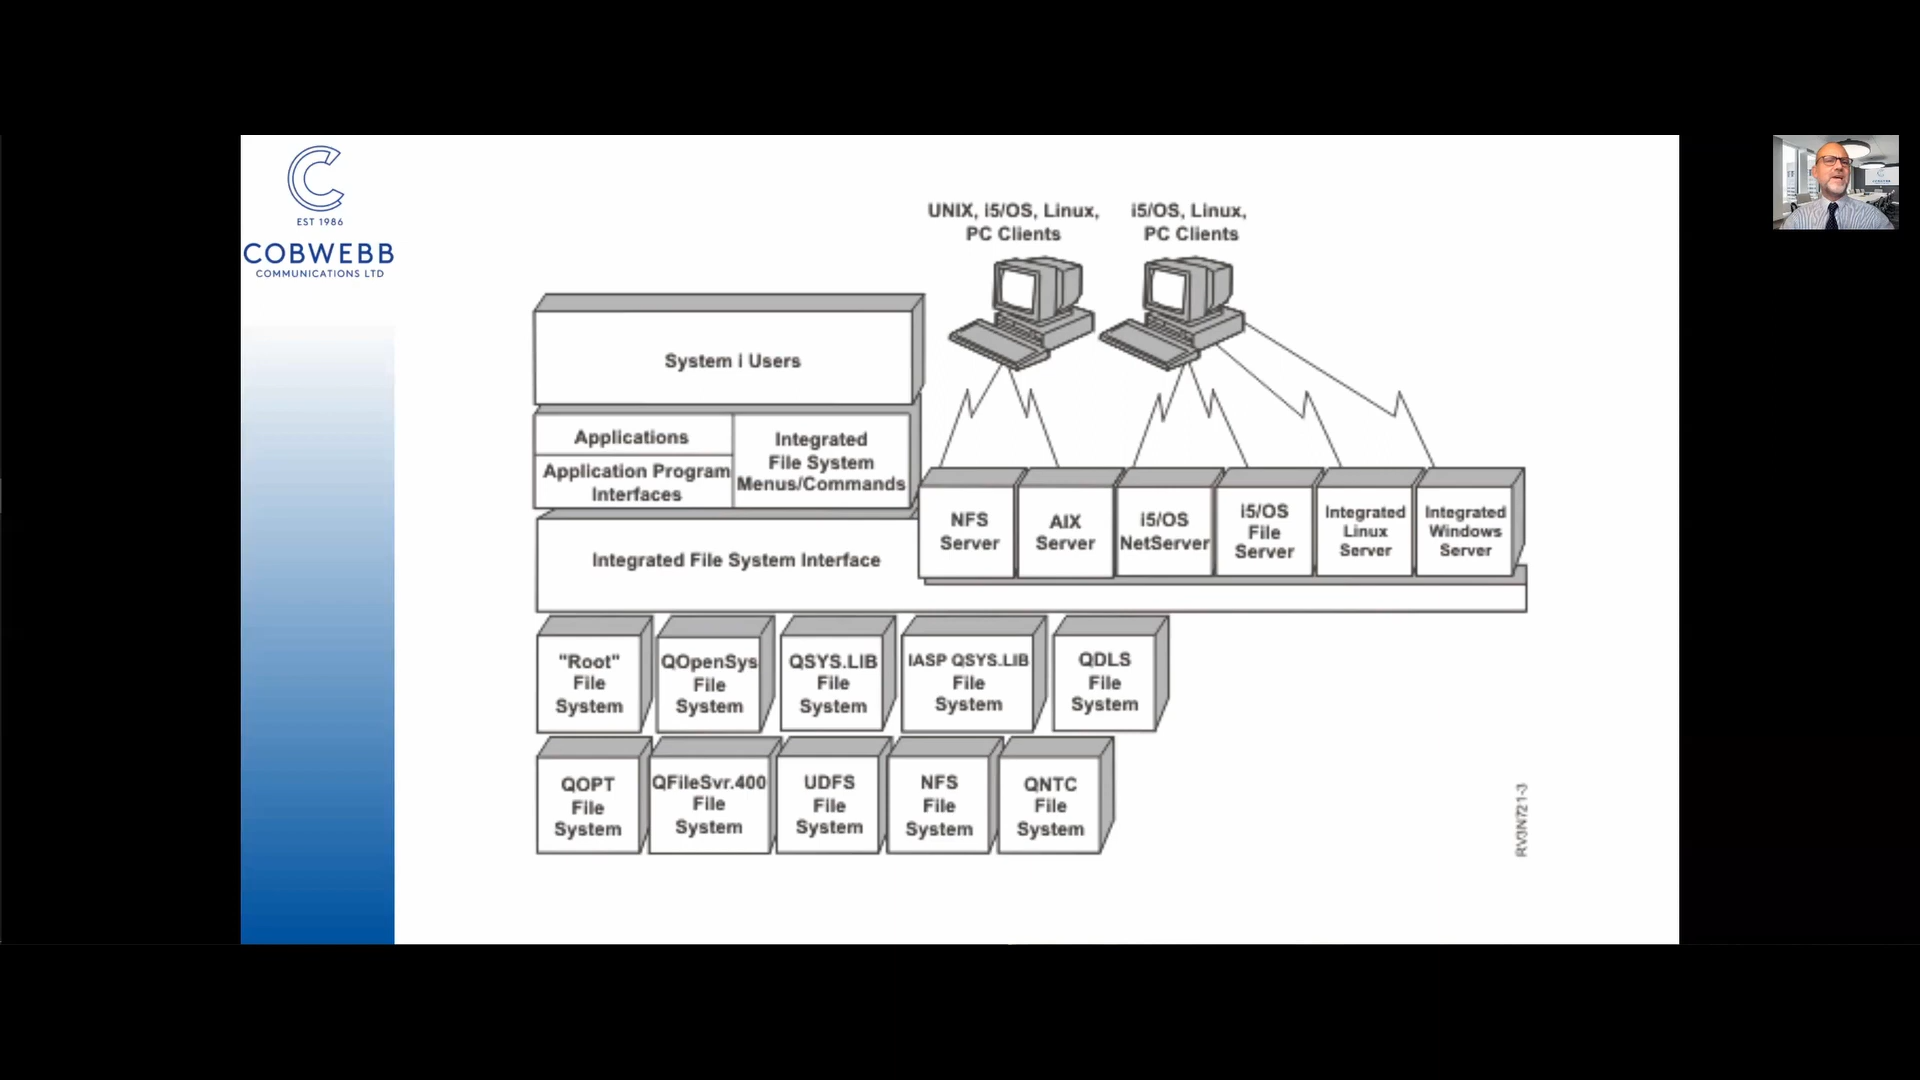 EST 1986
COBWEBB
COMMUNICATIONS LTD
UNIX, i5/OS, Linux,
PC Clients
i5/OS, Linux,
PC Clients
System i Users
Applications
Application Program
Interfaces
Integrated
File System
Menus/Commands
Integrated File System Interface
NFS
Server
AIX
Server
i5/OS
NetServer
i5/OS
File
Server
Integrated
Linux
Server
Integrated
Windows
Server
"Root"
File
System
QOpenSys
File
System
QSYS.LIB
File
System
IASP QSYS.LIB
File
System
QDLS
File
System
QOPT
File
System
QFileSvr.400
File
System
UDFS
File
System
NFS
File
System
QNTC
File
System
RV3N721-3